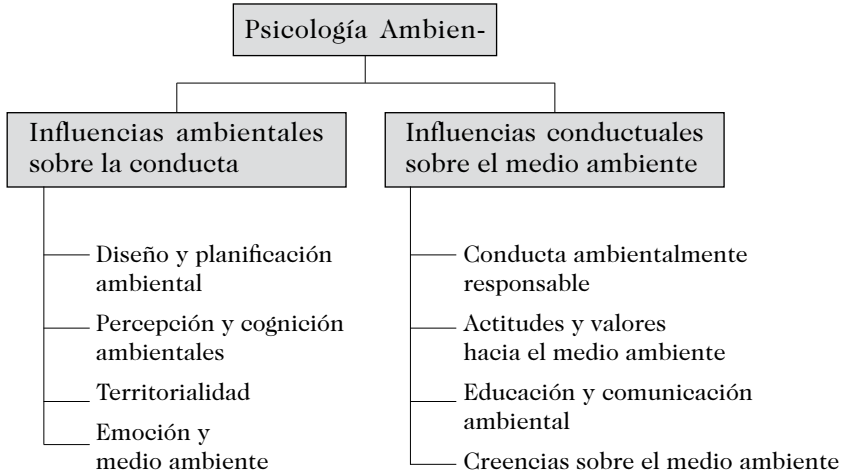 Psicología Ambien-
Influencias ambientales
sobre la conducta
Diseño y planificación
ambiental
Percepción y cognición
ambientales
Territorialidad
Emoción y
medio ambiente
Influencias conductuales
sobre el medio ambiente
Conducta ambientalmente
responsable
Actitudes y valores
hacia el medio ambiente
Educación y comunicación
ambiental
Creencias sobre el medio ambiente